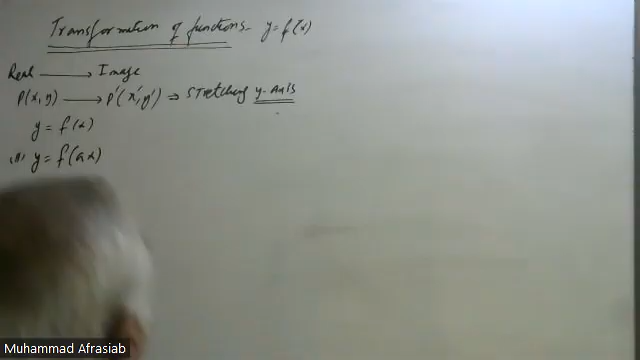 Transformation of functions. y = f(x)
Real ⟶ Image
P(x,y) ⟶ P'(x',y') ⇒ Stretching y-Axis
y = f(x)
y = f(ax)
Muhammad Afrasiab